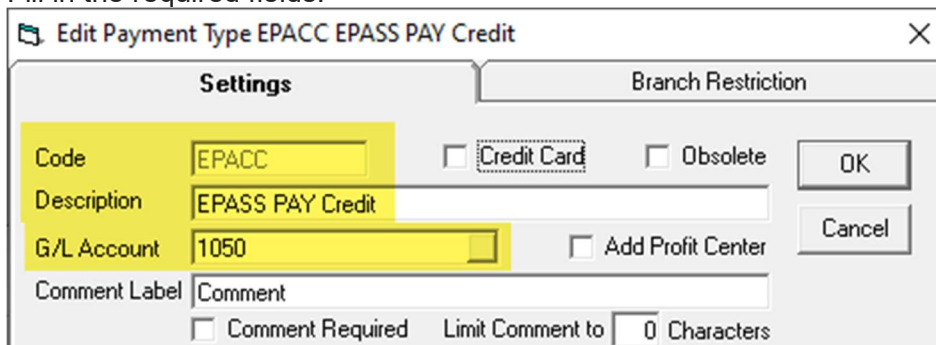 Fill in the required fields.
Edit Payment Type EPACC EPASS PAY Credit
Settings Branch Restriction
Code EPACC Credit Card Obsolete OK
Description EPASS PAY Credit
G/L Account 1050 Add Profit Center Cancel
Comment Label Comment
Comment Required Limit Comment to 0 Characters